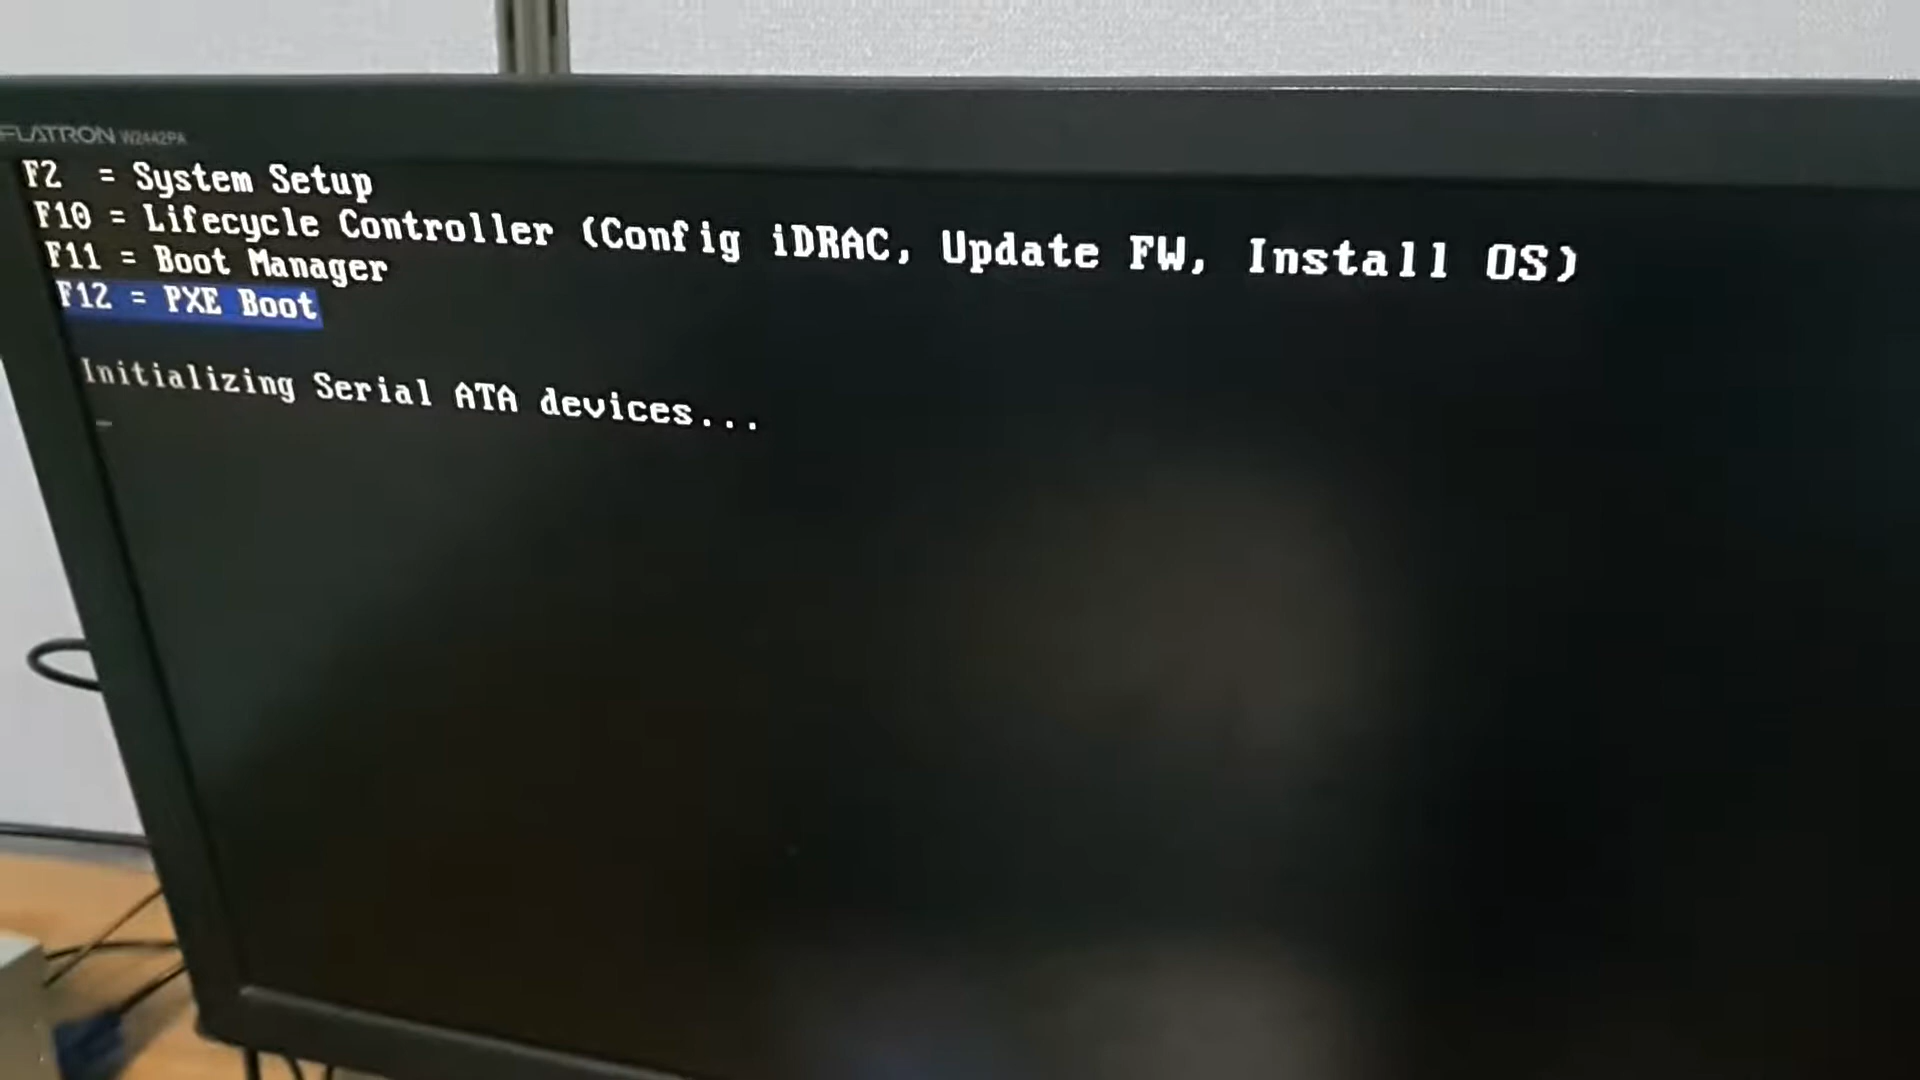 FLATRON W2442PA
F2 = System Setup
F10 = Lifecycle Controller (Config iDRAC, Update FW, Install OS)
F11 = Boot Manager
F12 = PXE Boot
Initializing Serial ATA devices...